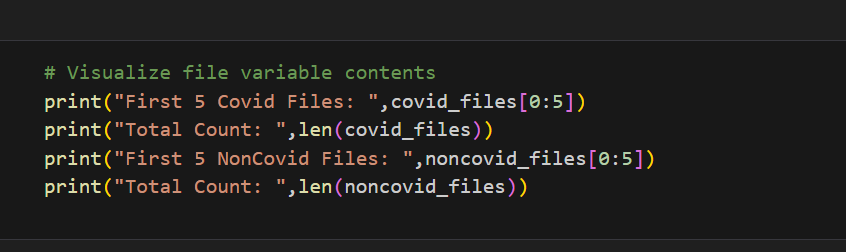 # Visualize file variable contents
print("First 5 Covid Files: ",covid_files[0:5])
print("Total Count: ",len(covid_files))
print("First 5 NonCovid Files: ",noncovid_files[0:5])
print("Total Count: ",len(noncovid_files))